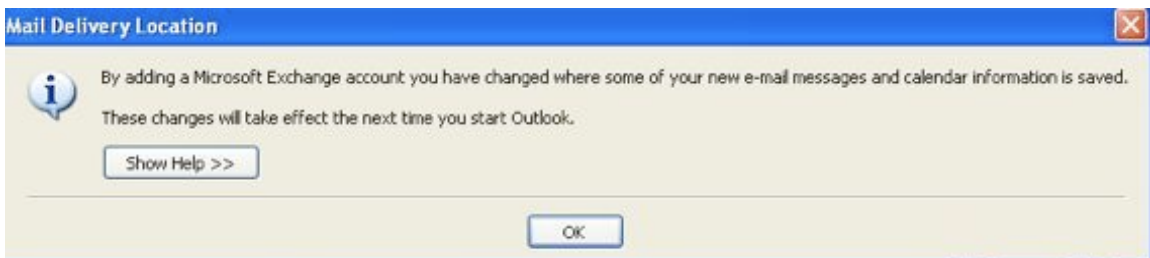 Mail Delivery Location
By adding a Microsoft Exchange account you have changed where some of your new e-mail messages and calendar information is saved.
These changes will take effect the next time you start Outlook.
Show Help >>
OK